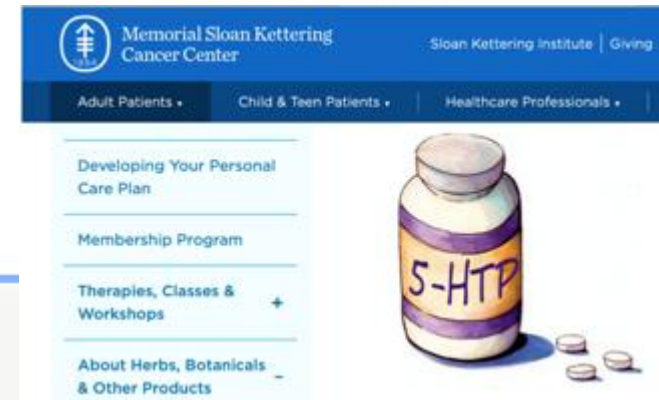 Memorial Sloan Kettering
Cancer Center
1884
Sloan Kettering Institute | Giving
Adult Patients
Child & Teen Patients
Healthcare Professionals
Developing Your Personal
Care Plan
Membership Program
Therapies, Classes &
Workshops +
About Herbs, Botanicals
& Other Products –
5-HTP